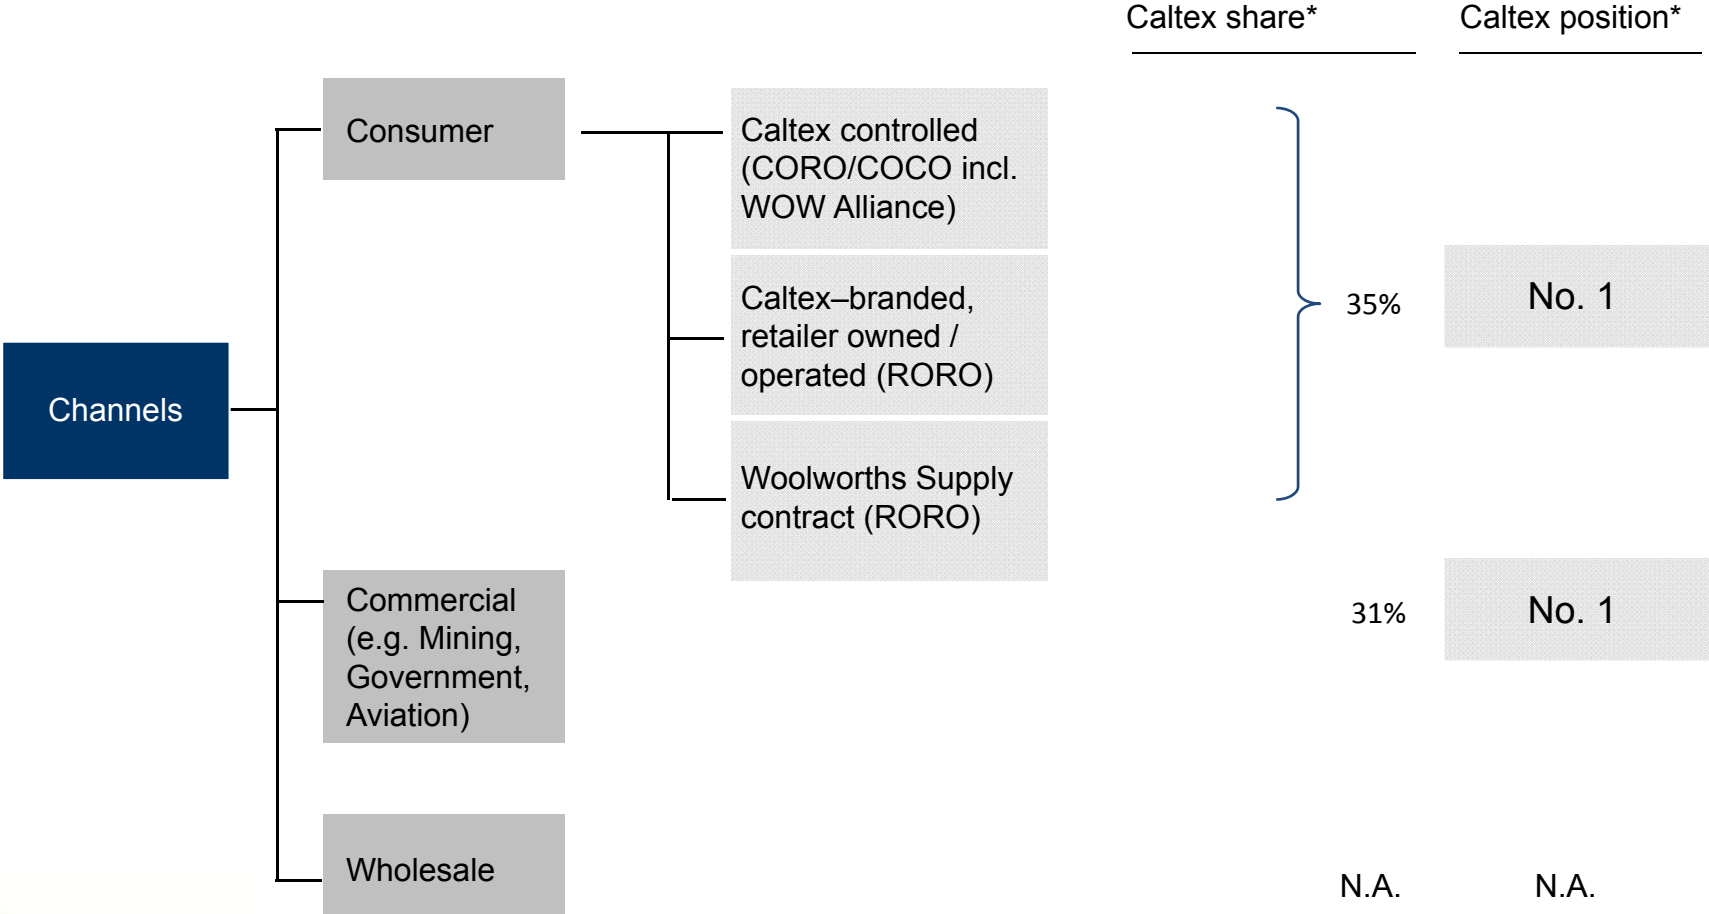 Caltex share*
Caltex position*
Consumer
Caltex controlled
(CORO/COCO incl.
WOW Alliance)
Caltex–branded,
retailer owned /
operated (RORO)
35%
No. 1
Channels
Woolworths Supply
contract (RORO)
Commercial
(e.g. Mining,
Government,
Aviation)
31%
No. 1
Wholesale
N.A.
N.A.